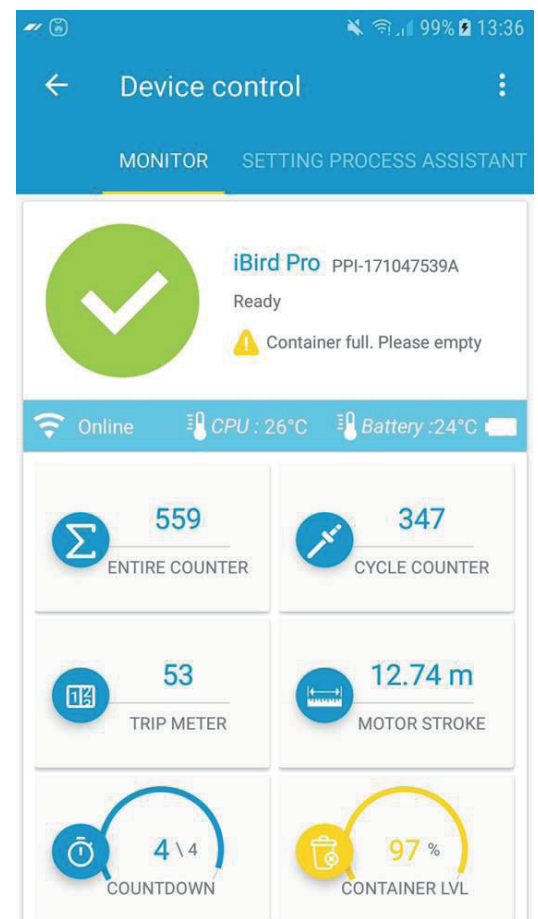 99% 13:36
Device control
MONITOR SETTING PROCESS ASSISTANT
iBird Pro PPI-171047539A
Ready
Container full. Please empty
Online CPU : 26°C Battery :24°C
559
ENTIRE COUNTER
347
CYCLE COUNTER
53
TRIP METER
12.74 m
MOTOR STROKE
4 \ 4
COUNTDOWN
97 %
CONTAINER LVL